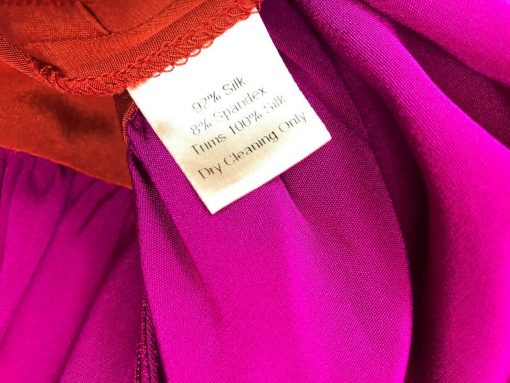 92% Silk
8% Spandex
Trims 100% Silk
Dry Cleaning Only